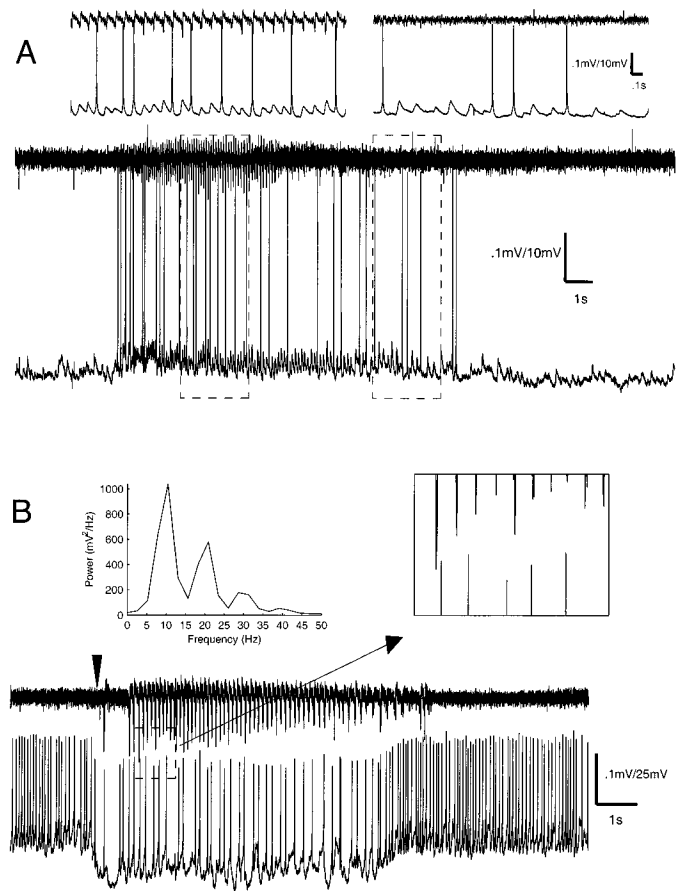 A
.1mV/10mV
.1s
.1mV/10mV
1s
B
1000
800
600
400
200
0
Power (mV²/Hz)
0 5 10 15 20 25 30 35 40 45 50
Frequency (Hz)
.1mV/25mV
1s